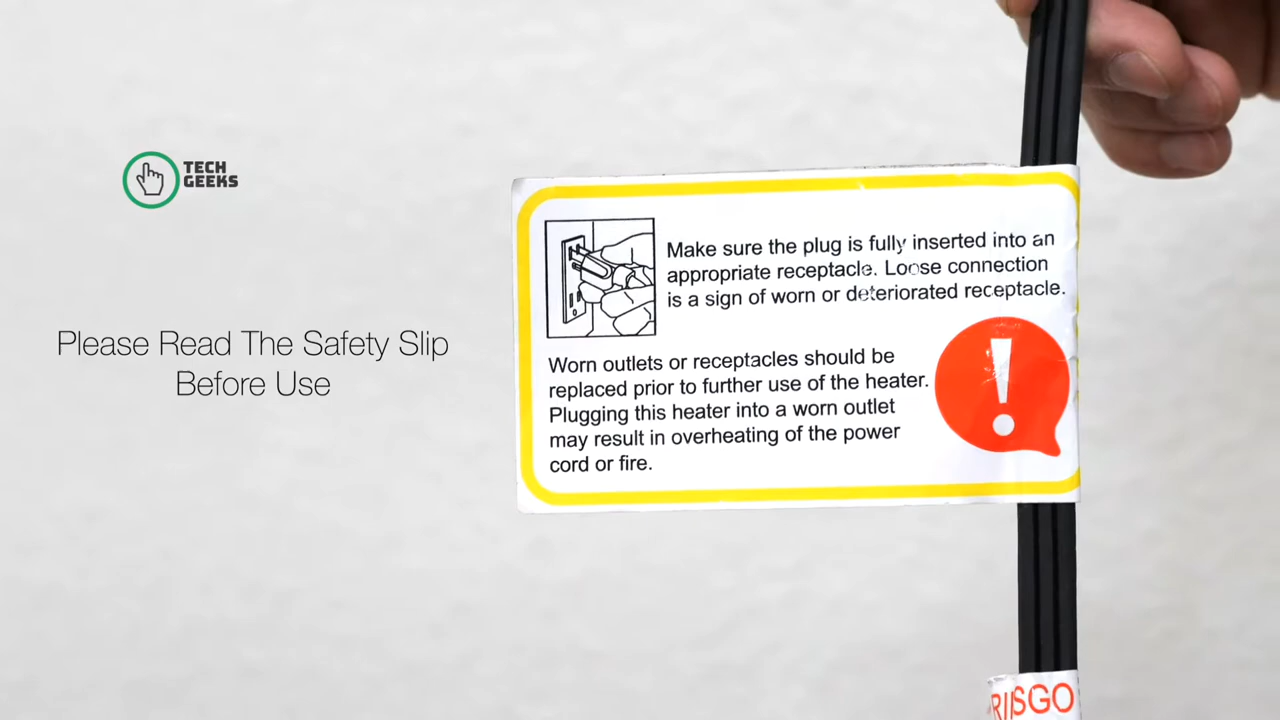 TECH
GEEKS
Please Read The Safety Slip
Before Use
Make sure the plug is fully inserted into an
appropriate receptacle. Loose connection
is a sign of worn or deteriorated receptacle.
Worn outlets or receptacles should be
replaced prior to further use of the heater.
Plugging this heater into a worn outlet
may result in overheating of the power
cord or fire.
!
RISGO